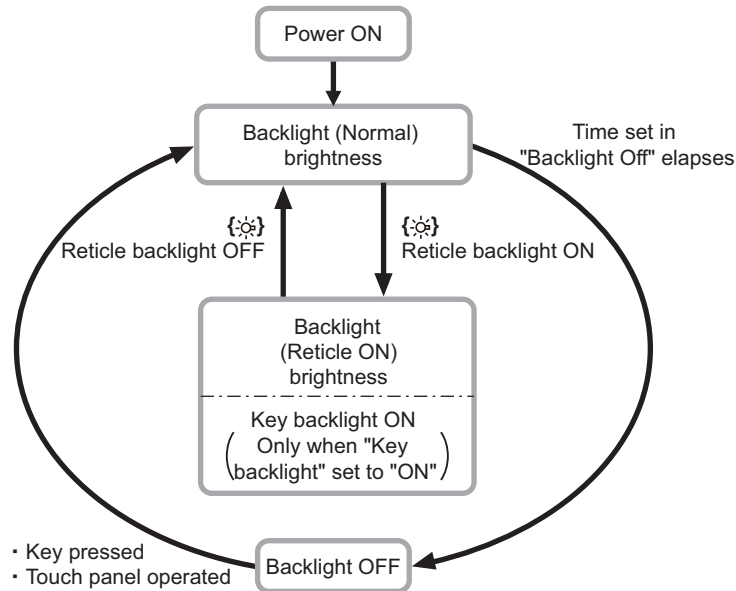 Power ON
Backlight (Normal)
brightness
Time set in
"Backlight Off" elapses
{☼}
Reticle backlight OFF
{☼}
Reticle backlight ON
Backlight
(Reticle ON)
brightness
Key backlight ON
(Only when "Key
backlight" set to "ON")
・Key pressed
・Touch panel operated
Backlight OFF